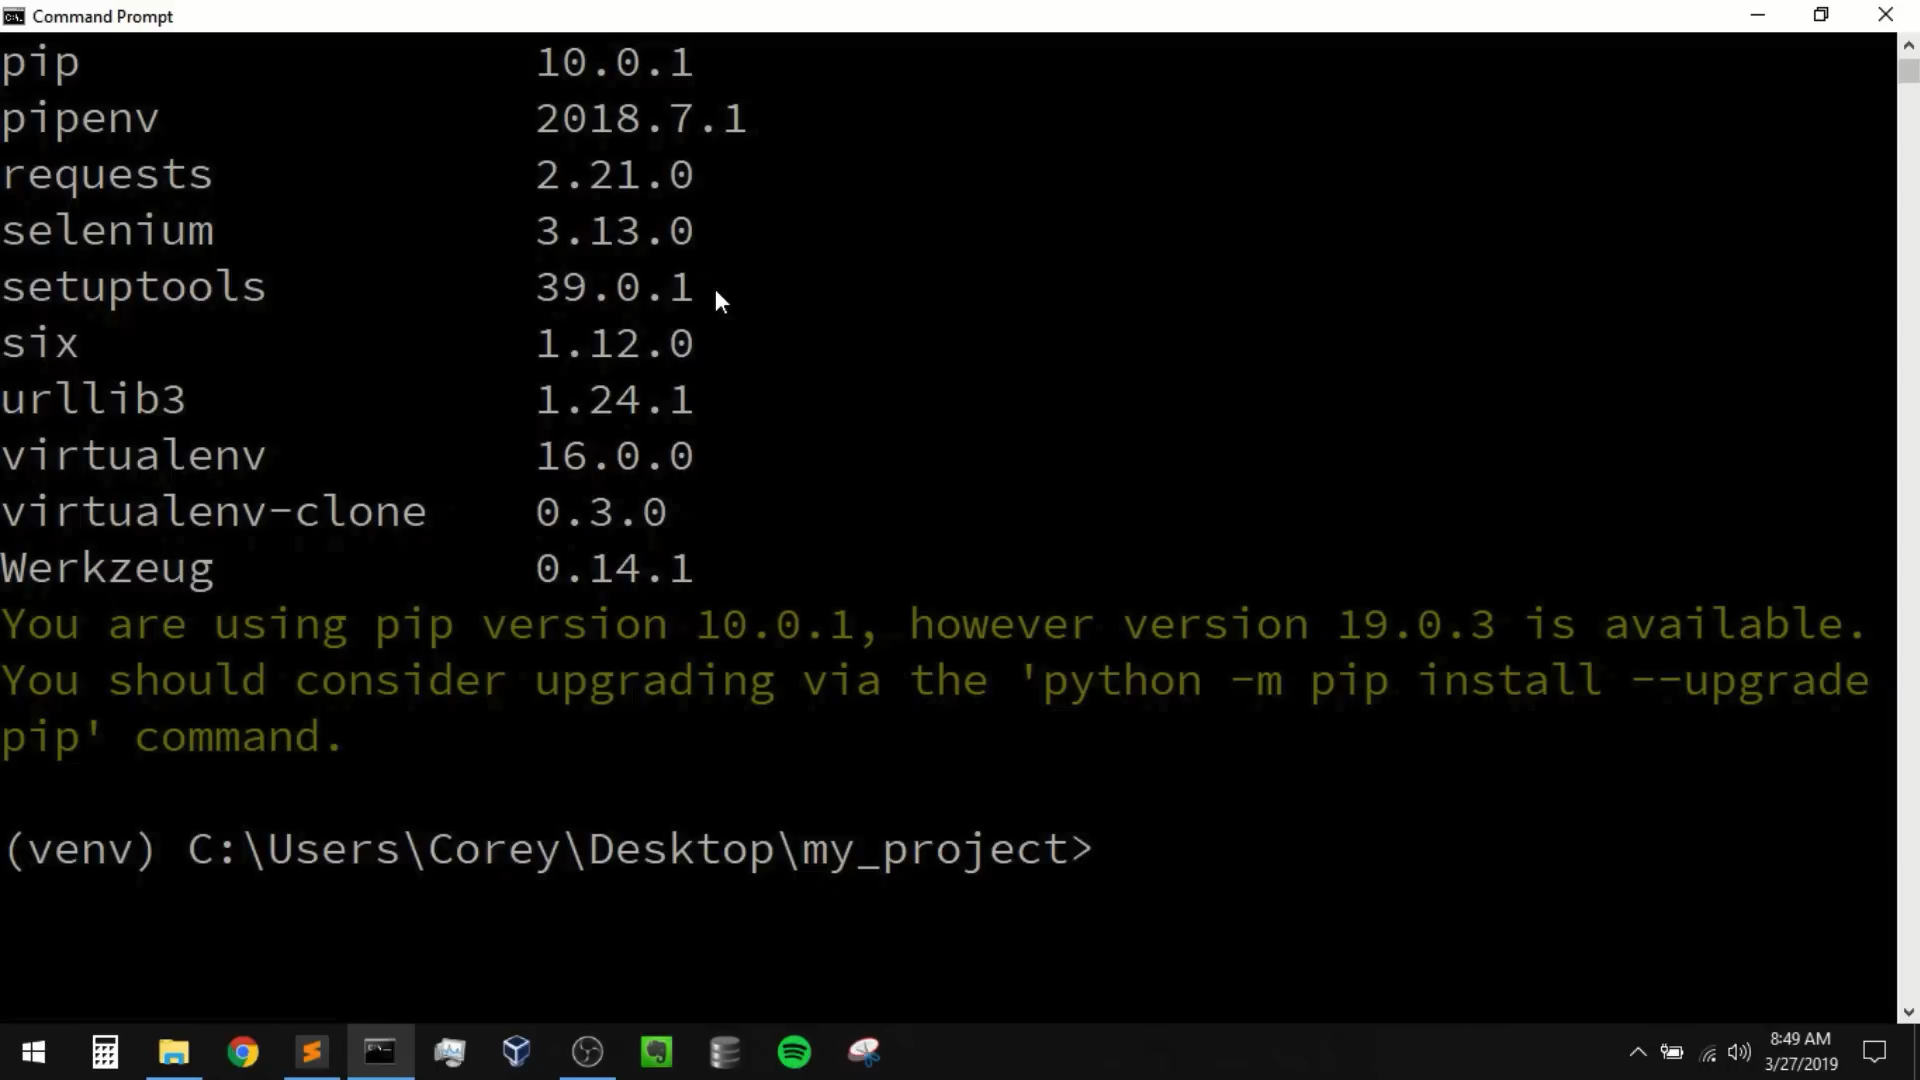 Command Prompt
pip 10.0.1
pipenv 2018.7.1
requests 2.21.0
selenium 3.13.0
setuptools 39.0.1
six 1.12.0
urllib3 1.24.1
virtualenv 16.0.0
virtualenv-clone 0.3.0
Werkzeug 0.14.1
You are using pip version 10.0.1, however version 19.0.3 is available.
You should consider upgrading via the 'python -m pip install --upgrade
pip' command.
(venv) C:\Users\Corey\Desktop\my_project>
8:49 AM
3/27/2019